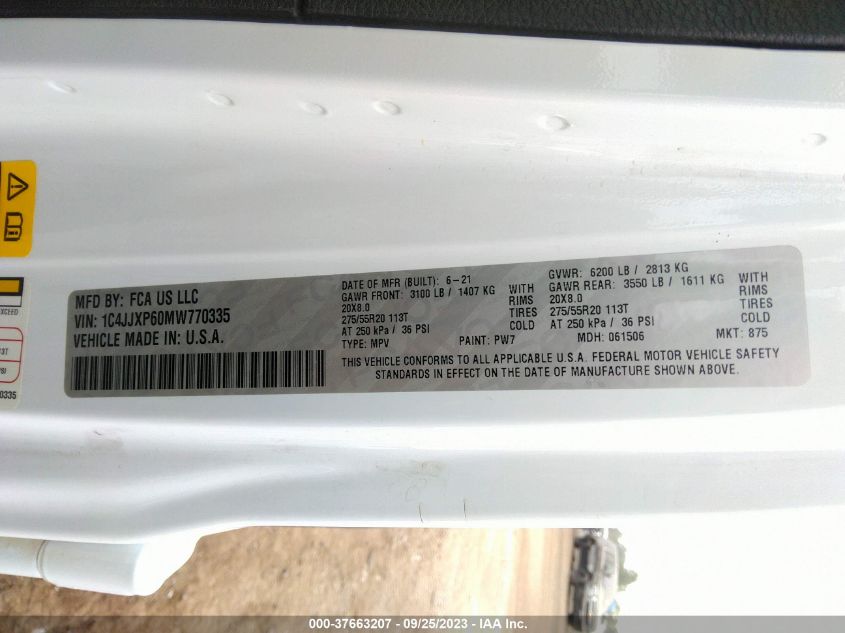 MFD BY: FCA US LLC
VIN: 1C4JJXP60MW770335
VEHICLE MADE IN: U.S.A.
DATE OF MFR (BUILT): 6-21
GAWR FRONT: 3100 LB / 1407 KG WITH
20X8.0 RIMS
275/55R20 113T TIRES
AT 250 kPa / 36 PSI COLD
TYPE: MPV PAINT: PW7
GVWR: 6200 LB / 2813 KG
GAWR REAR: 3550 LB / 1611 KG WITH
20X8.0 RIMS
275/55R20 113T TIRES
AT 250 kPa / 36 PSI COLD
MDH: 061506 MKT: 875
THIS VEHICLE CONFORMS TO ALL APPLICABLE U.S.A. FEDERAL MOTOR VEHICLE SAFETY
STANDARDS IN EFFECT ON THE DATE OF MANUFACTURE SHOWN ABOVE.
EXCEE
3T
PSI
0335
000-37663207 - 09/25/2023 - IAA Inc.